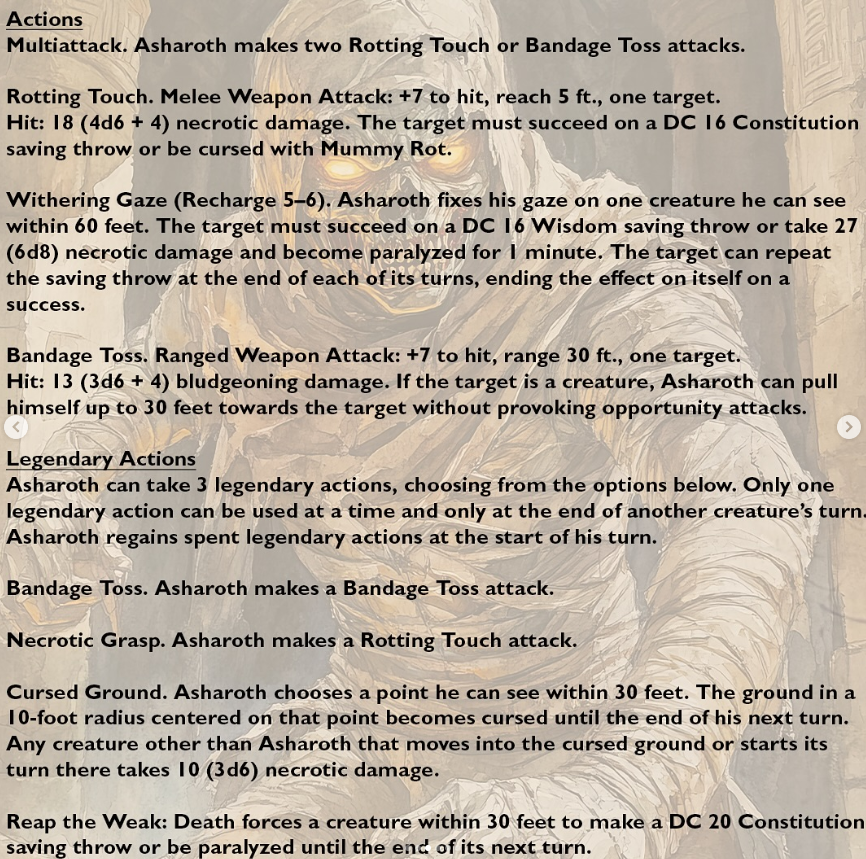 Actions
Multiattack. Asharoth makes two Rotting Touch or Bandage Toss attacks.
Rotting Touch. Melee Weapon Attack: +7 to hit, reach 5 ft., one target.
Hit: 18 (4d6 + 4) necrotic damage. The target must succeed on a DC 16 Constitution
saving throw or be cursed with Mummy Rot.
Withering Gaze (Recharge 5–6). Asharoth fixes his gaze on one creature he can see
within 60 feet. The target must succeed on a DC 16 Wisdom saving throw or take 27
(6d8) necrotic damage and become paralyzed for 1 minute. The target can repeat
the saving throw at the end of each of its turns, ending the effect on itself on a
success.
Bandage Toss. Ranged Weapon Attack: +7 to hit, range 30 ft., one target.
Hit: 13 (3d6 + 4) bludgeoning damage. If the target is a creature, Asharoth can pull
himself up to 30 feet towards the target without provoking opportunity attacks.
Legendary Actions
Asharoth can take 3 legendary actions, choosing from the options below. Only one
legendary action can be used at a time and only at the end of another creature’s turn.
Asharoth regains spent legendary actions at the start of his turn.
Bandage Toss. Asharoth makes a Bandage Toss attack.
Necrotic Grasp. Asharoth makes a Rotting Touch attack.
Cursed Ground. Asharoth chooses a point he can see within 30 feet. The ground in a
10-foot radius centered on that point becomes cursed until the end of his next turn.
Any creature other than Asharoth that moves into the cursed ground or starts its
turn there takes 10 (3d6) necrotic damage.
Reap the Weak: Death forces a creature within 30 feet to make a DC 20 Constitution
saving throw or be paralyzed until the end of its next turn.